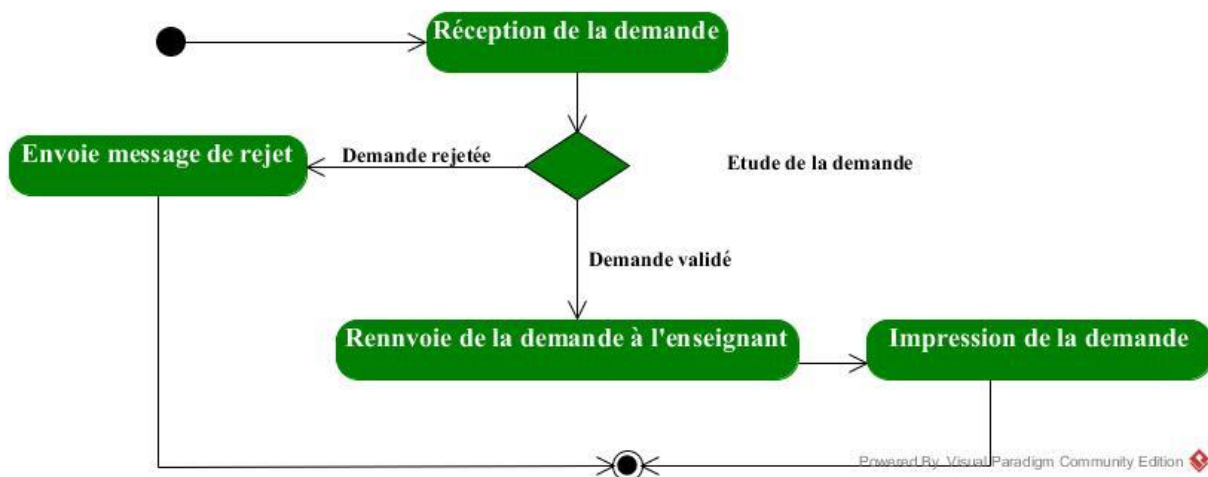 Réception de la demande
Envoie message de rejet
Demande rejetée
Etude de la demande
Demande validé
Rennvoie de la demande à l'enseignant
Impression de la demande
Powered By Visual Paradigm Community Edition